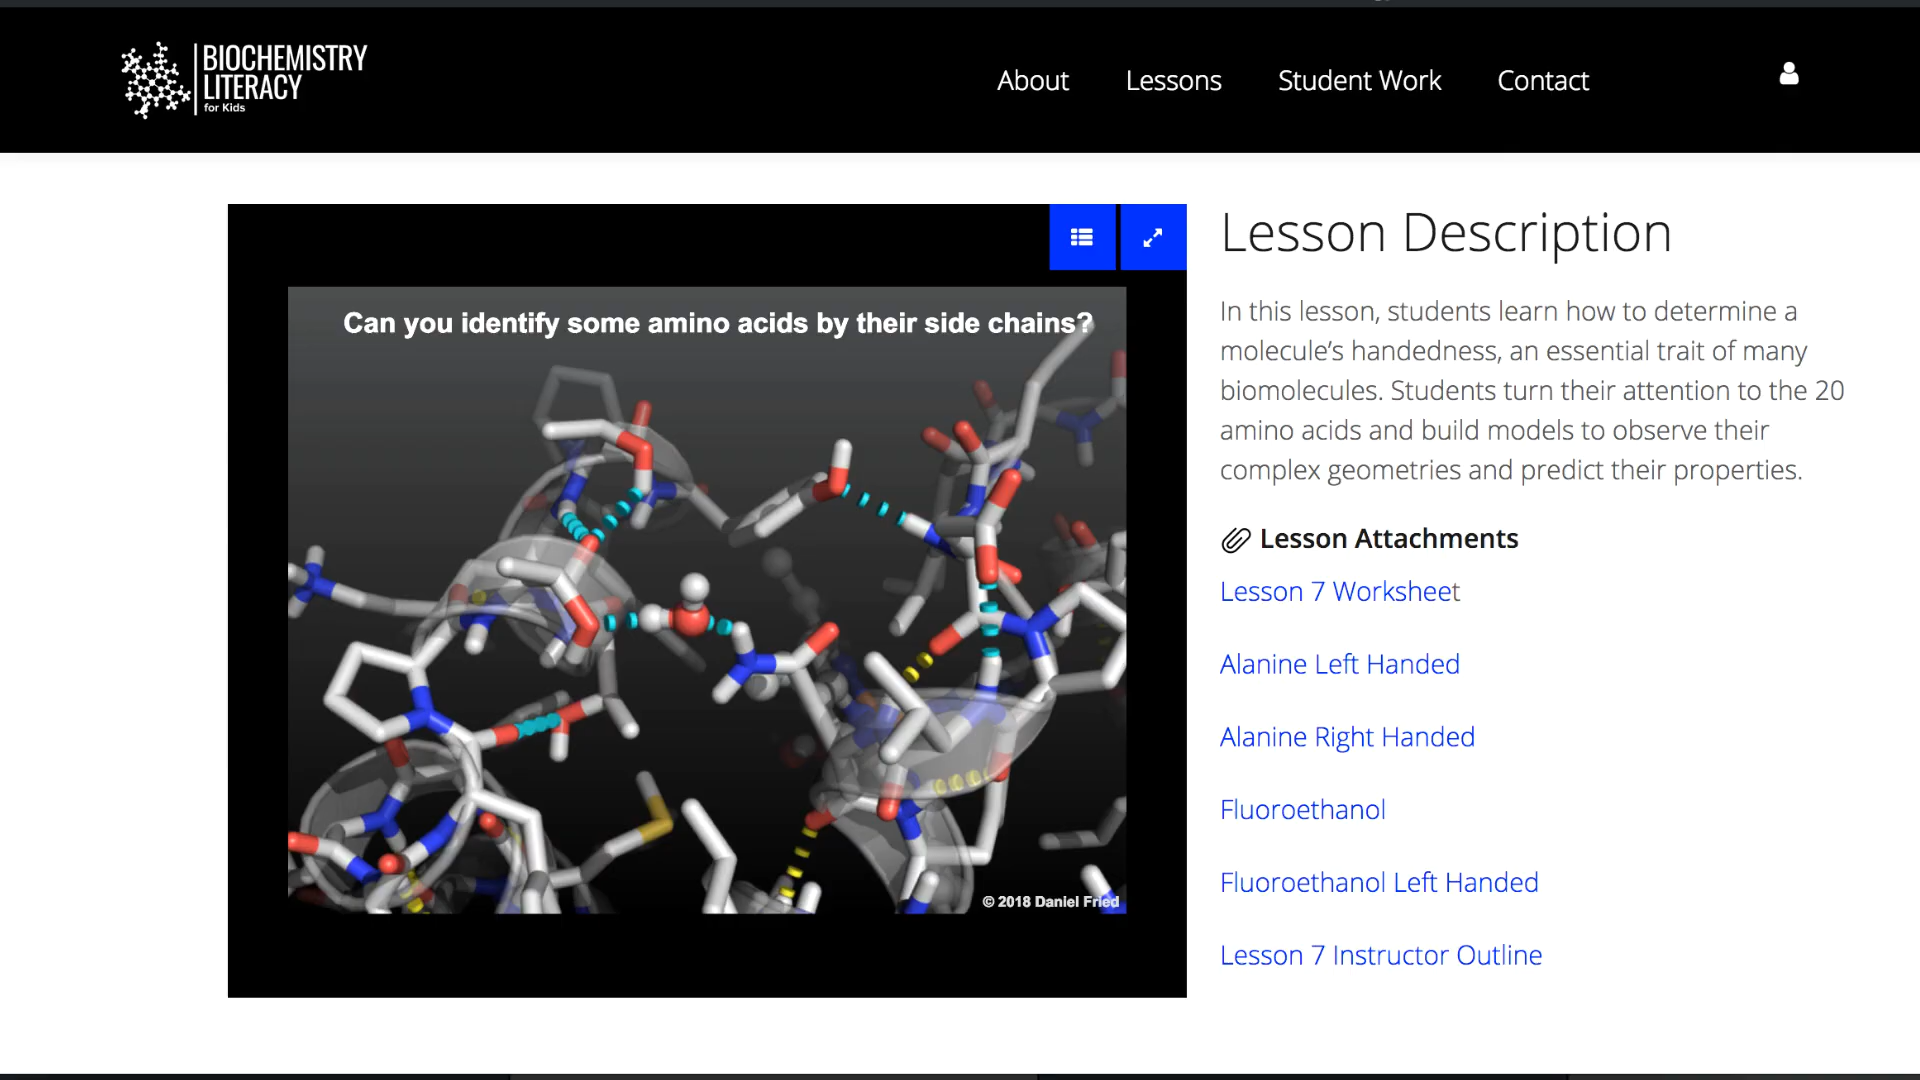 BIOCHEMISTRY
LITERACY
for Kids
About
Lessons
Student Work
Contact
Can you identify some amino acids by their side chains?
© 2018 Daniel Fried
Lesson Description
In this lesson, students learn how to determine a
molecule’s handedness, an essential trait of many
biomolecules. Students turn their attention to the 20
amino acids and build models to observe their
complex geometries and predict their properties.
Lesson Attachments
Lesson 7 Worksheet
Alanine Left Handed
Alanine Right Handed
Fluoroethanol
Fluoroethanol Left Handed
Lesson 7 Instructor Outline